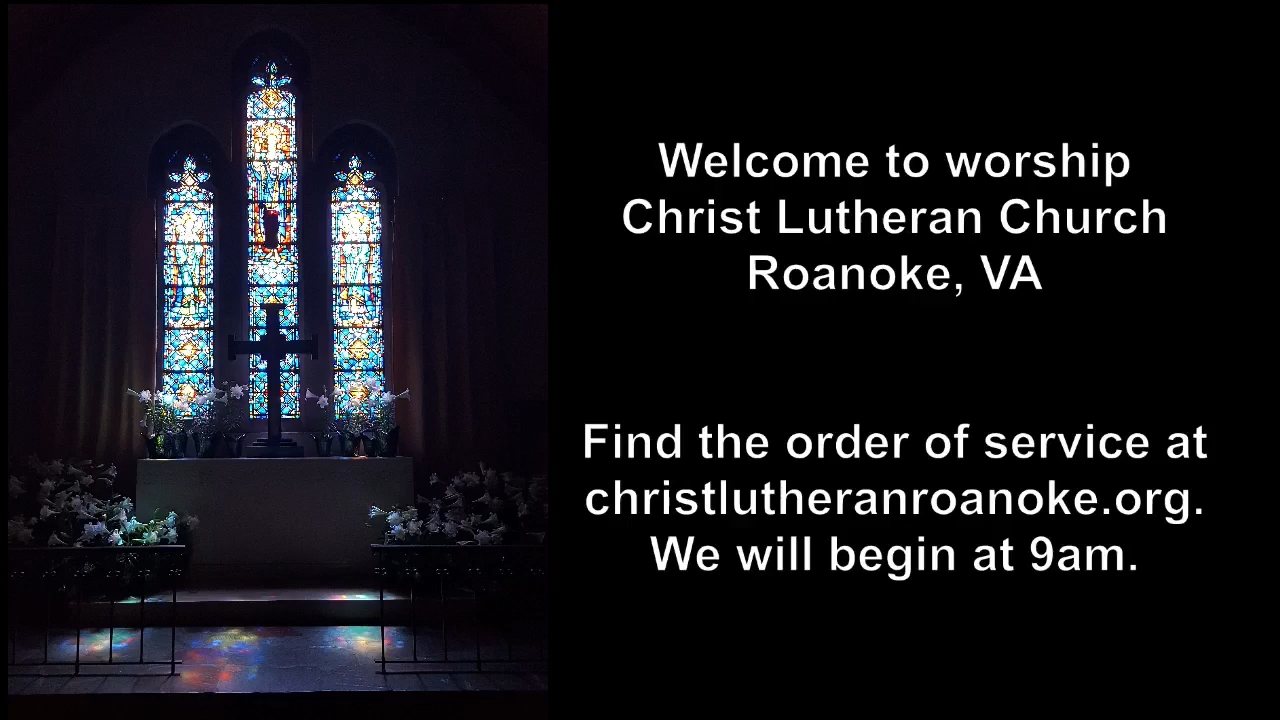 Welcome to worship
Christ Lutheran Church
Roanoke, VA
Find the order of service at
christlutheranroanoke.org.
We will begin at 9am.